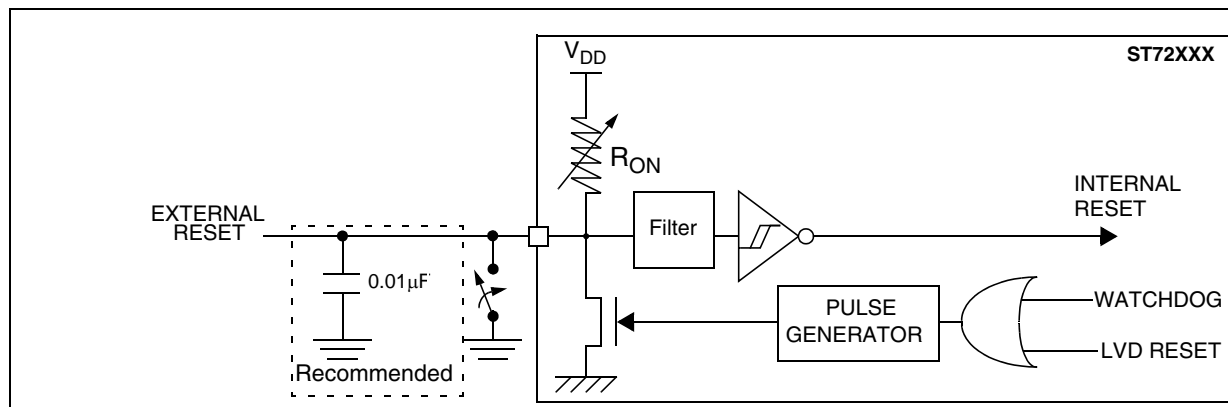 V_DD
ST72XXX
R_ON
EXTERNAL
RESET
INTERNAL
RESET
Filter
0.01μF
Recommended
PULSE
GENERATOR
WATCHDOG
LVD RESET